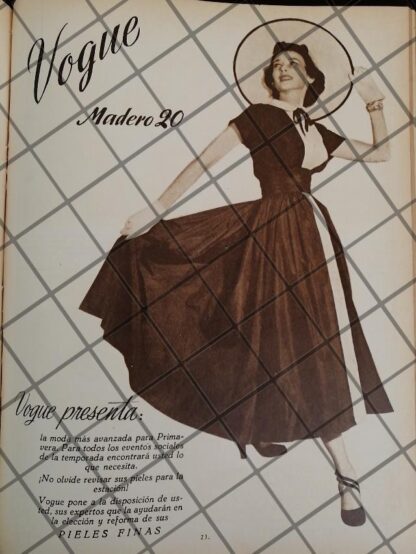 Vogue
Madero 20
Vogue presenta:
la moda más avanzada para Prima-
vera. Para todos los eventos sociales
de la temporada encontrará usted lo
que necesita.
¡No olvide revisar sus pieles para la
estación!
Vogue pone a la disposición de us-
ted, sus expertos que la ayudarán en
la elección y reforma de sus
PIELES FINAS
23.